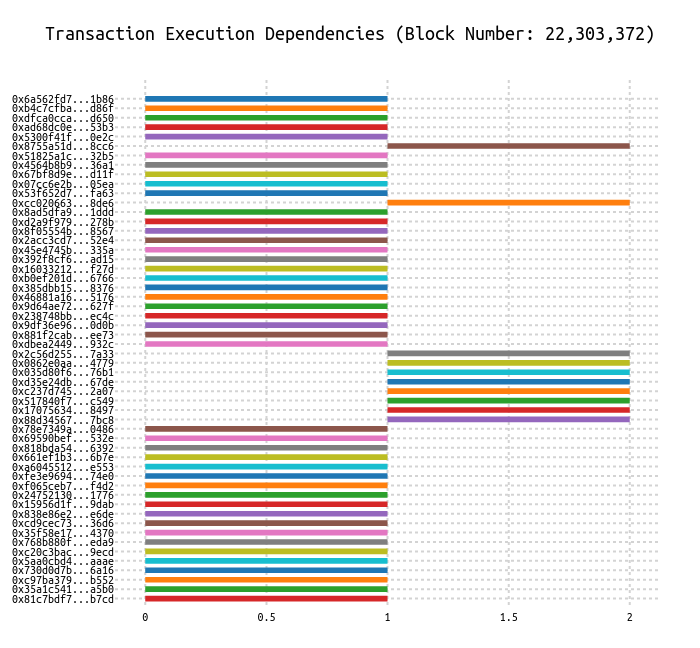 Transaction Execution Dependencies (Block Number: 22,303,372)
0x6a562fd7...1b86
0xb4c7cfba...d86f
0xdfca0cca...d650
0xad68dc0e...53b3
0x5300f41f...0e2c
0x8755a51d...8cc6
0x51825a1c...32b5
0x4564b8b9...36a1
0x67bf8d9e...d11f
0x07cc6e2b...05ea
0x53f652d7...fa63
0xcc020663...8de6
0x8ad5dfa9...1ddd
0xd2a9f979...278b
0x8f05554b...8567
0x2acc3cd7...52e4
0x45e4745b...335a
0x392f8cf6...ad15
0x16033212...f27d
0xb0ef201d...6766
0x385dbb15...8376
0x46881a16...5176
0x9d64ae72...627f
0x238748bb...ec4c
0x9df36e96...0d0b
0x881f2cab...ee73
0xdbea2449...932c
0x2c56d255...7a33
0x0862e0aa...4779
0x035d80f6...76b1
0xd35e24db...67de
0xc237d745...2a07
0x517840f7...c549
0x17075634...8497
0x88d34567...7bc8
0x78e7349a...0486
0x69590bef...532e
0x818bda54...6392
0x661ef1b3...6b7e
0xa6045512...e553
0xfe3e9694...74e0
0xf065ceb7...f4d2
0x24752130...1776
0x15956d1f...9dab
0x838e86e2...e6de
0xcd9cec73...36d6
0x35f58e17...4370
0x768b880f...eda9
0xc20c3bac...9ecd
0x5aa0cbd4...aaae
0x730d0d7b...6a16
0xc97ba379...b552
0x35a1c541...a5b0
0x81c7bdf7...b7cd
0 0.5 1 1.5 2